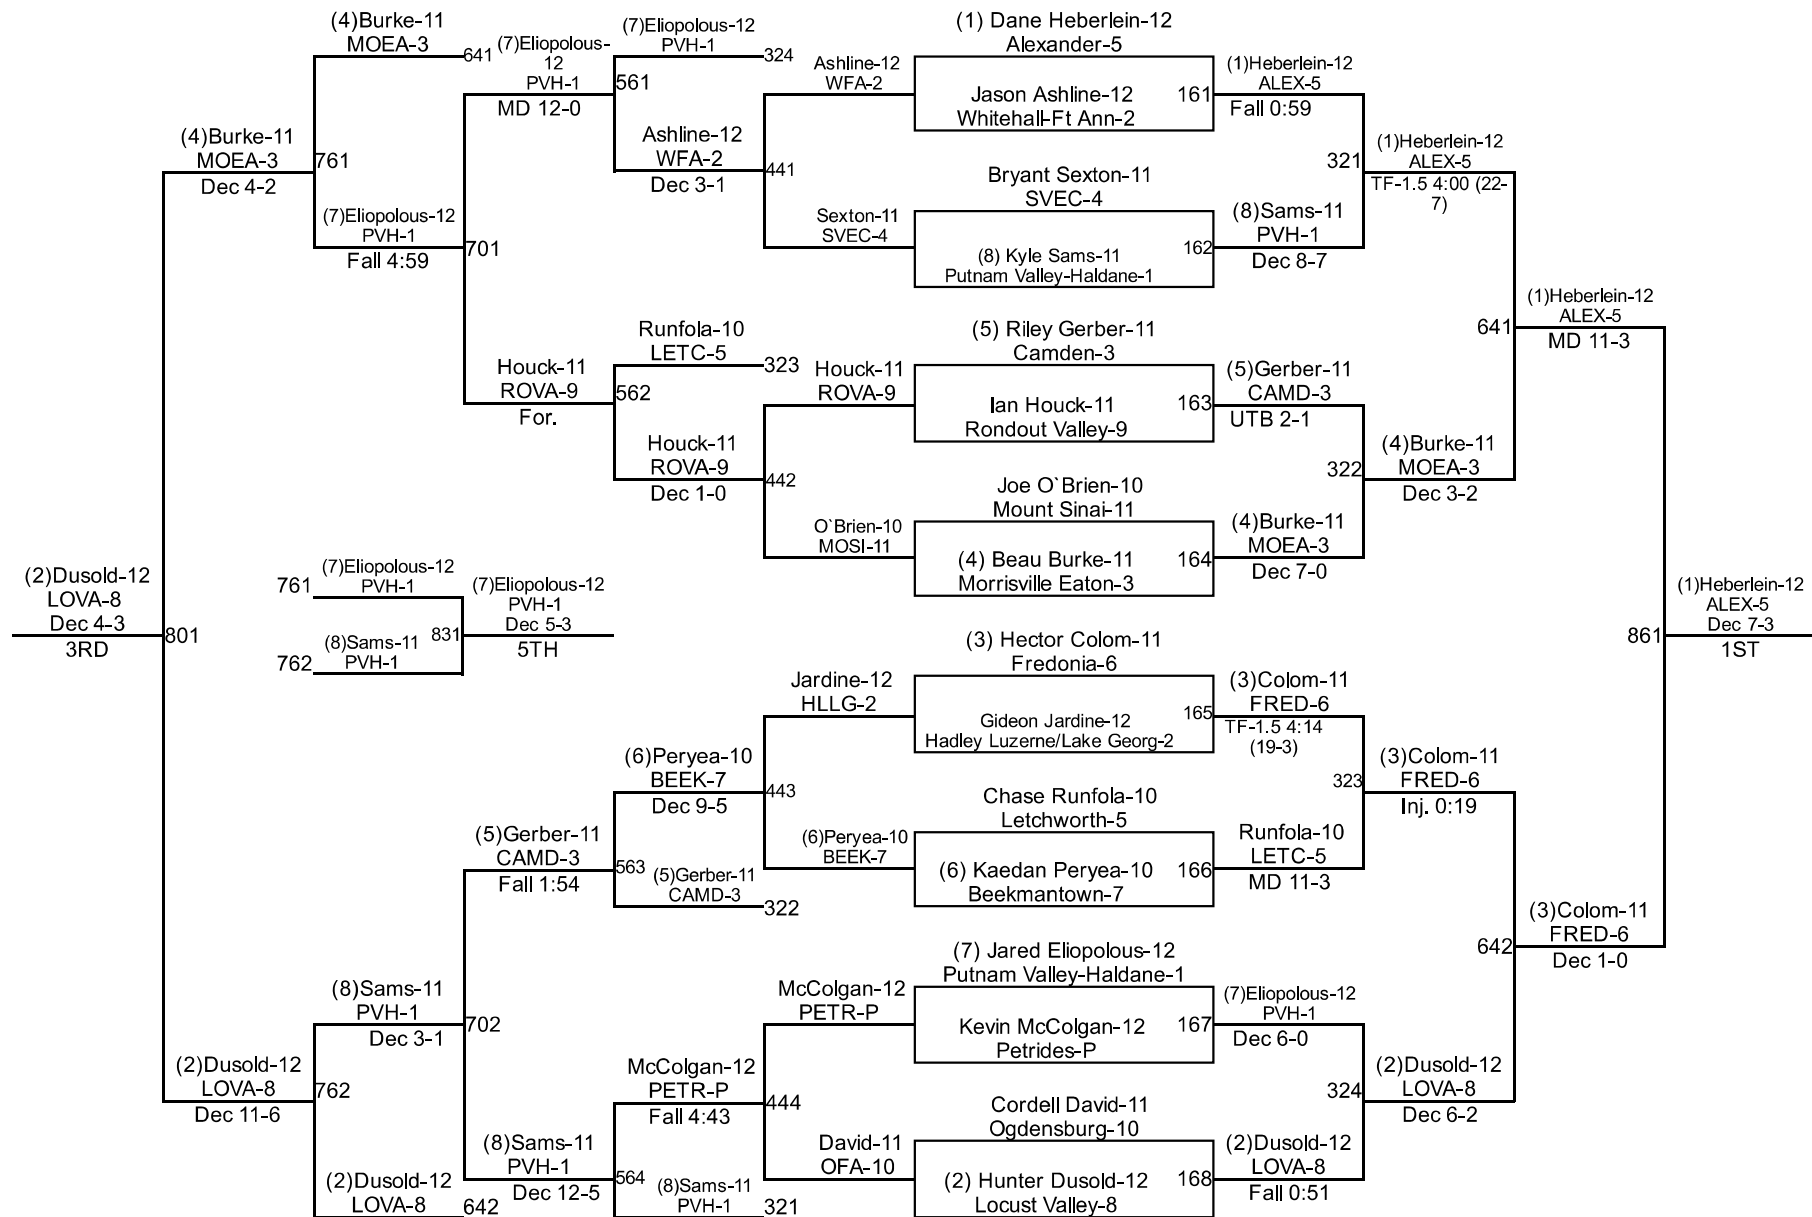 (4)Burke-11
MOEA-3
641
(7)Eliopolous-
12
PVH-1
MD 12-0
(7)Eliopolous-12
PVH-1
324
561
(4)Burke-11
MOEA-3
Dec 4-2
761
(7)Eliopolous-12
PVH-1
Fall 4:59
701
Ashline-12
WFA-2
Dec 3-1
441
Ashline-12
WFA-2
Sexton-11
SVEC-4
(1) Dane Heberlein-12
Alexander-5
Jason Ashline-12
Whitehall-Ft Ann-2
161
(1)Heberlein-12
ALEX-5
Fall 0:59
Bryant Sexton-11
SVEC-4
(8) Kyle Sams-11
Putnam Valley-Haldane-1
162
(8)Sams-11
PVH-1
Dec 8-7
321
(1)Heberlein-12
ALEX-5
TF-1.5 4:00 (22-
7)
Houck-11
ROVA-9
For.
Runfola-10
LETC-5
323
562
Houck-11
ROVA-9
Dec 1-0
442
Houck-11
ROVA-9
O`Brien-10
MOSI-11
(5) Riley Gerber-11
Camden-3
Ian Houck-11
Rondout Valley-9
163
(5)Gerber-11
CAMD-3
UTB 2-1
Joe O`Brien-10
Mount Sinai-11
(4) Beau Burke-11
Morrisville Eaton-3
164
(4)Burke-11
MOEA-3
Dec 7-0
322
(4)Burke-11
MOEA-3
Dec 3-2
641
(1)Heberlein-12
ALEX-5
MD 11-3
(2)Dusold-12
LOVA-8
Dec 4-3
3RD
801
761
(7)Eliopolous-12
PVH-1
762
(8)Sams-11
PVH-1
831
(7)Eliopolous-12
PVH-1
Dec 5-3
5TH
861
(1)Heberlein-12
ALEX-5
Dec 7-3
1ST
(5)Gerber-11
CAMD-3
Fall 1:54
(6)Peryea-10
BEEK-7
Dec 9-5
563
(5)Gerber-11
CAMD-3
322
443
Jardine-12
HLLG-2
(6)Peryea-10
BEEK-7
(3) Hector Colom-11
Fredonia-6
Gideon Jardine-12
Hadley Luzerne/Lake Georg-2
165
(3)Colom-11
FRED-6
TF-1.5 4:14
(19-3)
Chase Runfola-10
Letchworth-5
(6) Kaedan Peryea-10
Beekmantown-7
166
Runfola-10
LETC-5
MD 11-3
323
(3)Colom-11
FRED-6
Inj. 0:19
(2)Dusold-12
LOVA-8
Dec 11-6
762
(8)Sams-11
PVH-1
Dec 3-1
702
(2)Dusold-12
LOVA-8
642
(8)Sams-11
PVH-1
Dec 12-5
McColgan-12
PETR-P
Fall 4:43
564
(8)Sams-11
PVH-1
321
444
McColgan-12
PETR-P
David-11
OFA-10
(7) Jared Eliopolous-12
Putnam Valley-Haldane-1
Kevin McColgan-12
Petrides-P
167
(7)Eliopolous-12
PVH-1
Dec 6-0
Cordell David-11
Ogdensburg-10
(2) Hunter Dusold-12
Locust Valley-8
168
(2)Dusold-12
LOVA-8
Fall 0:51
324
(2)Dusold-12
LOVA-8
Dec 6-2
642
(3)Colom-11
FRED-6
Dec 1-0